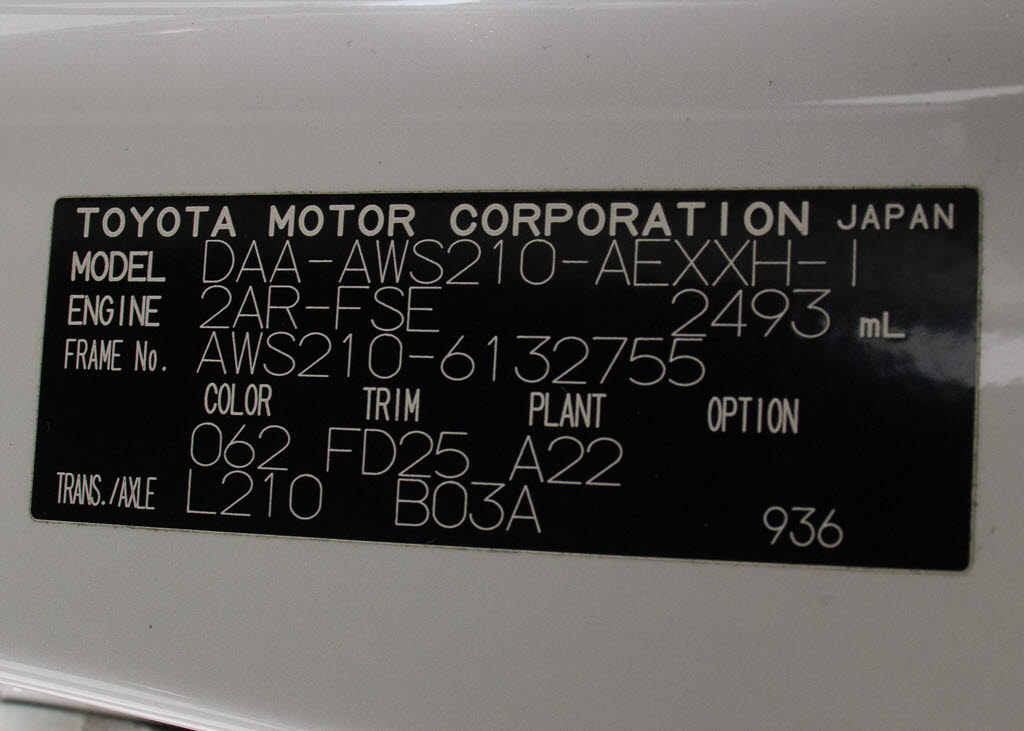 TOYOTA MOTOR CORPORATION JAPAN
MODEL DAA-AWS210-AEXXH-I
ENGINE 2AR-FSE 2493 mL
FRAME No. AWS210-6132755
COLOR TRIM PLANT OPTION
062 FD25 A22
TRANS./AXLE L210 B03A 936